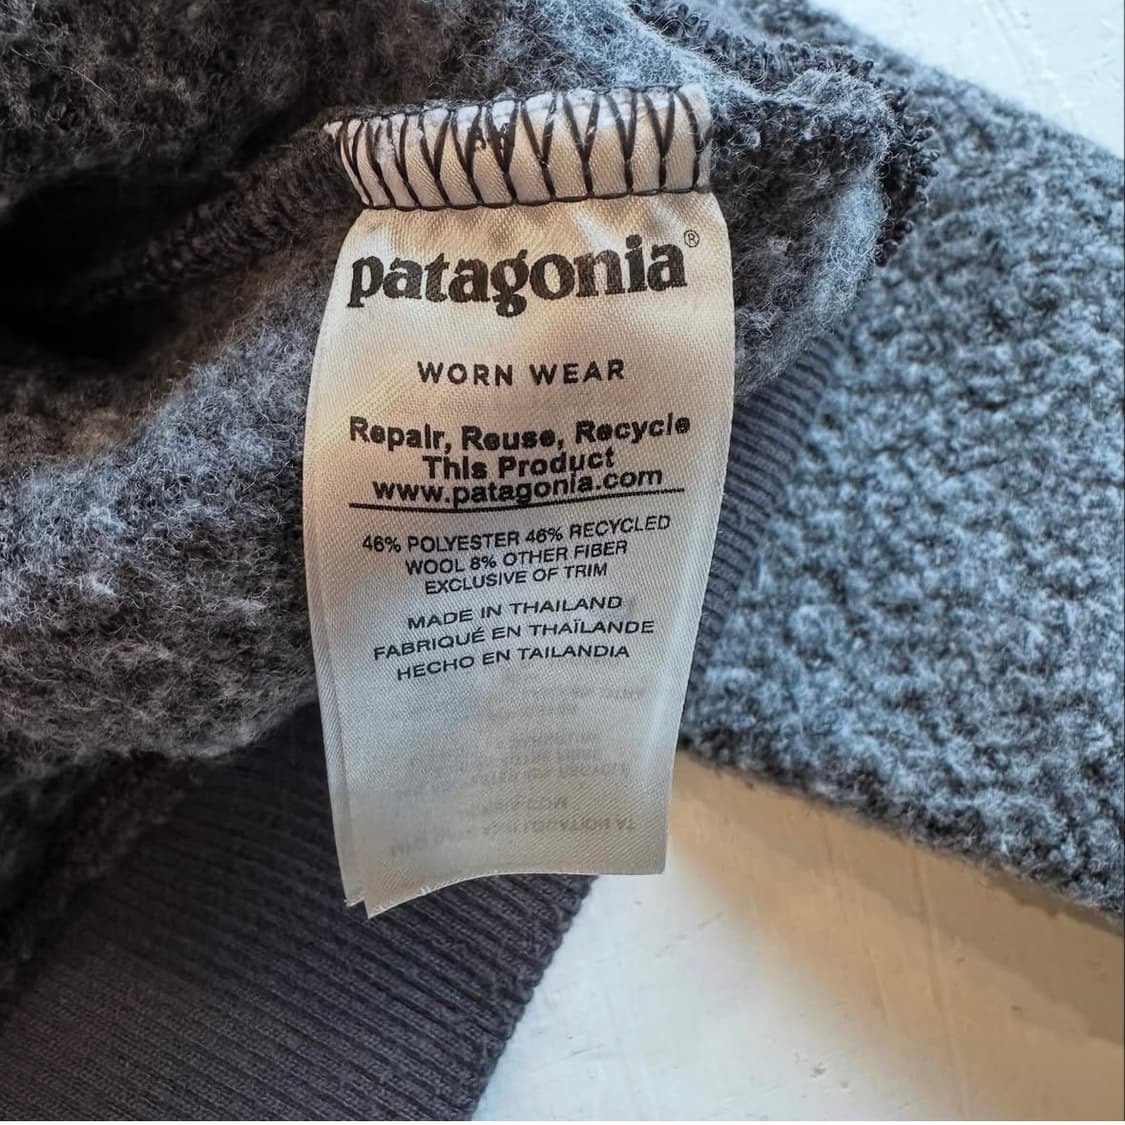 patagonia®
WORN WEAR
Repair, Reuse, Recycle
This Product
www.patagonia.com
46% POLYESTER 46% RECYCLED
WOOL 8% OTHER FIBER
EXCLUSIVE OF TRIM
MADE IN THAILAND
FABRIQUÉ EN THAÏLANDE
HECHO EN TAILANDIA